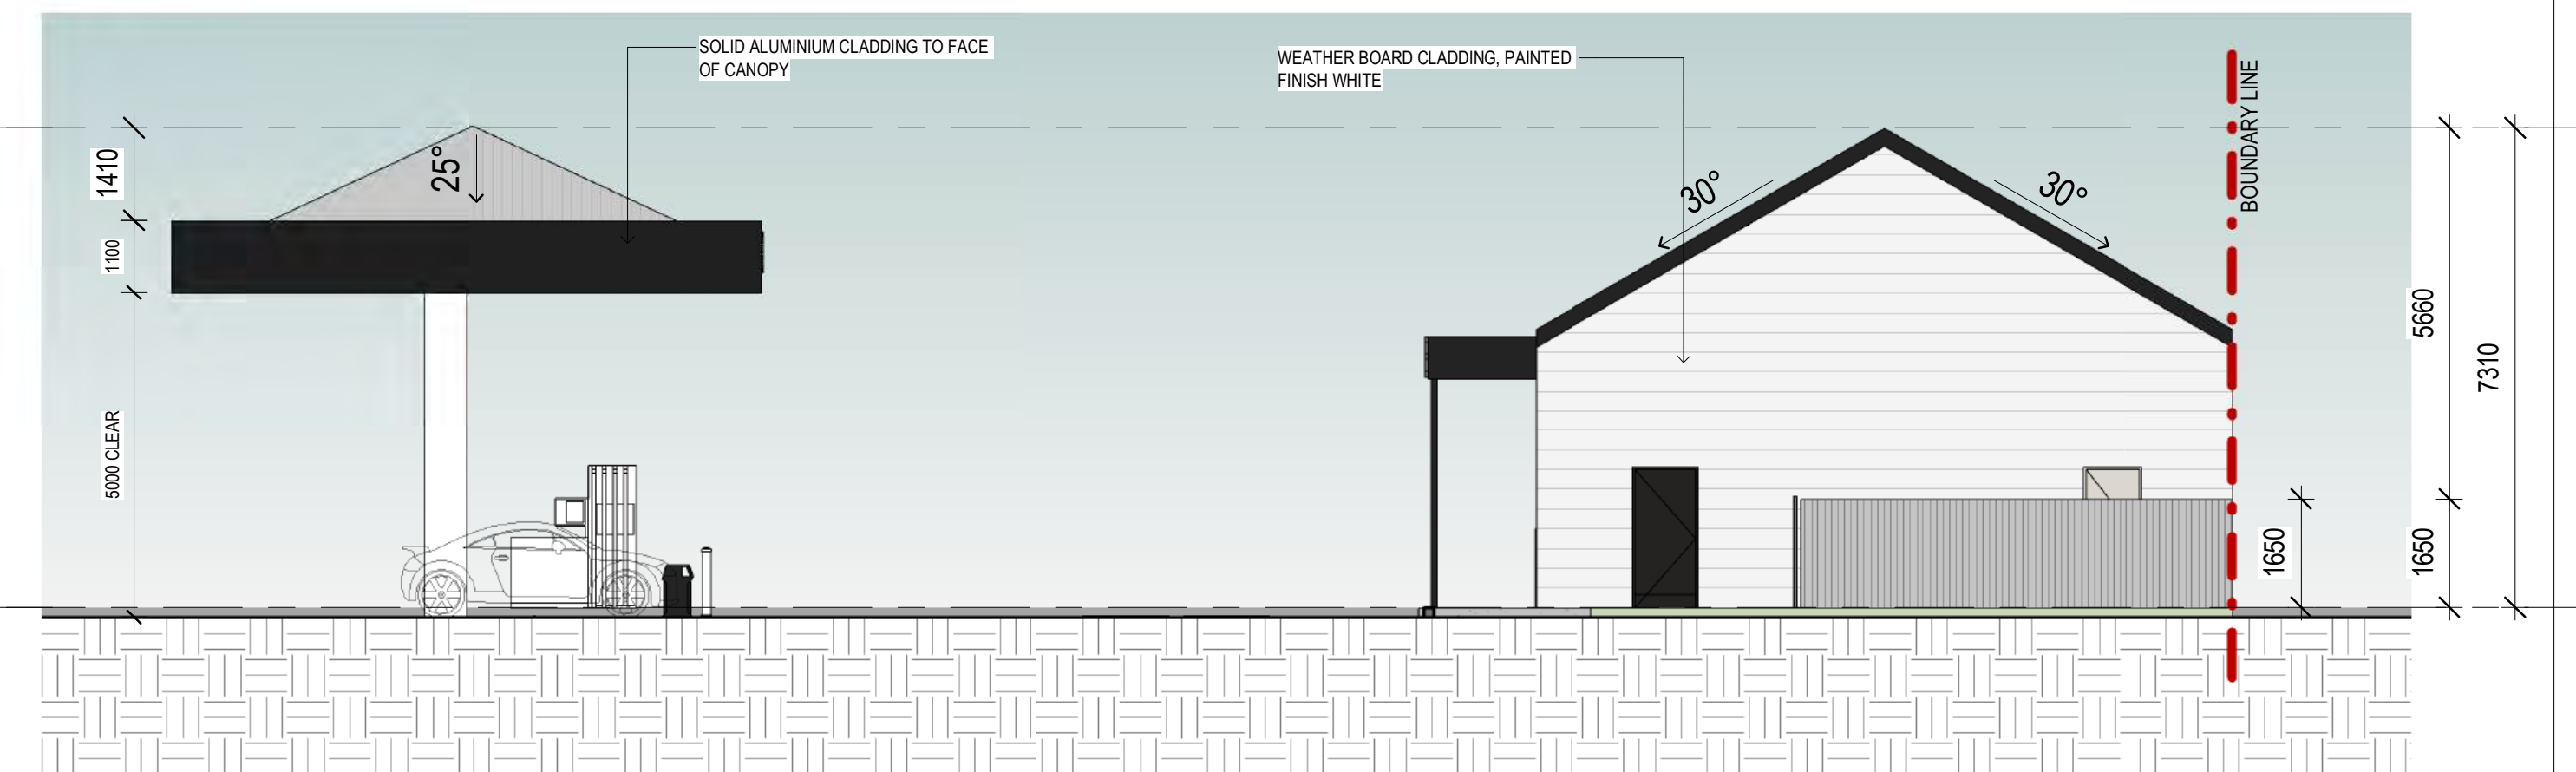 SOLID ALUMINIUM CLADDING TO FACE
OF CANOPY
WEATHER BOARD CLADDING, PAINTED
FINISH WHITE
BOUNDARY LINE
1410
25°
30°
30°
1100
5660
7310
5000 CLEAR
1650
1650